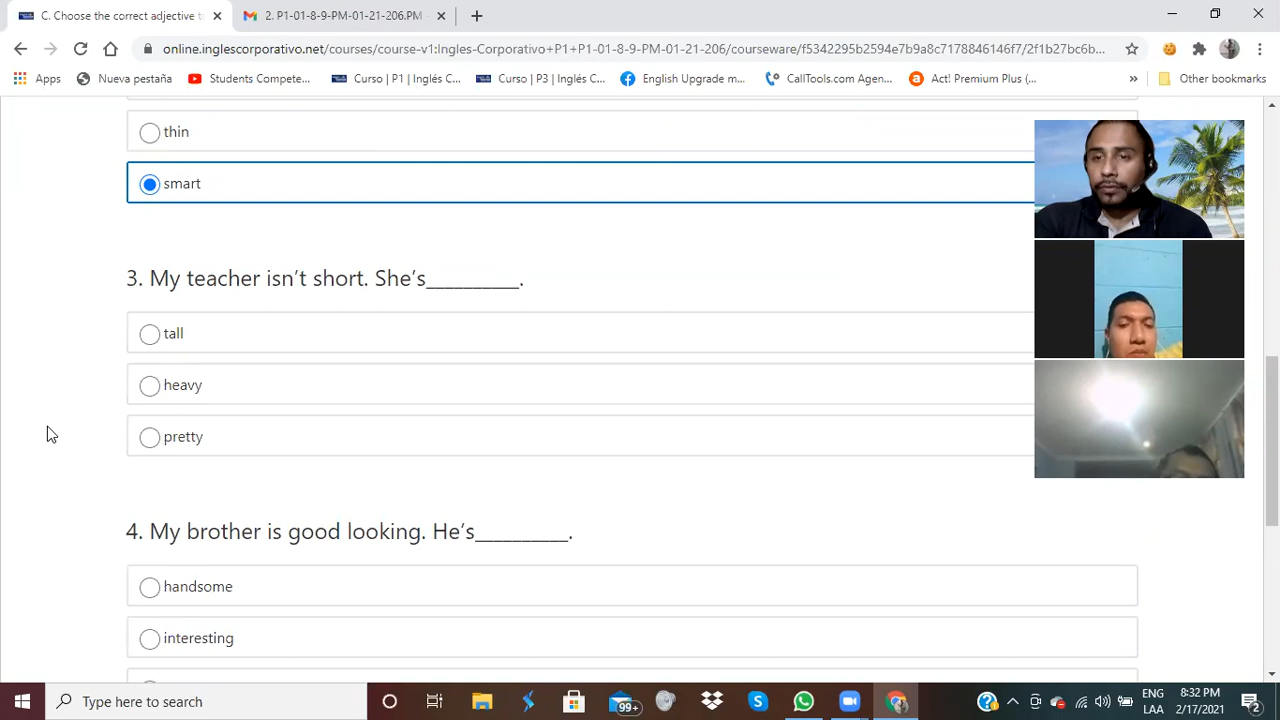 C. Choose the correct adjective t
2. P1-01-8-9-PM-01-21-206.PM
online.inglescorporativo.net/courses/course-v1:Ingles-Corporativo+P1+P1-01-8-9-PM-01-21-206/courseware/f5342295b2594e7b9a8c7178846146f7/2f1b27bc6b...
Apps
Nueva pestaña
Students Compete...
Curso | P1 | Inglés C...
Curso | P3 | Inglés C...
English Upgrade m...
CallTools.com Agen...
Act! Premium Plus (...
»
Other bookmarks
thin
smart
3. My teacher isn't short. She's__________.
tall
heavy
pretty
4. My brother is good looking. He's__________.
handsome
interesting
Type here to search
99+
ENG
LAA
8:32 PM
2/17/2021
2